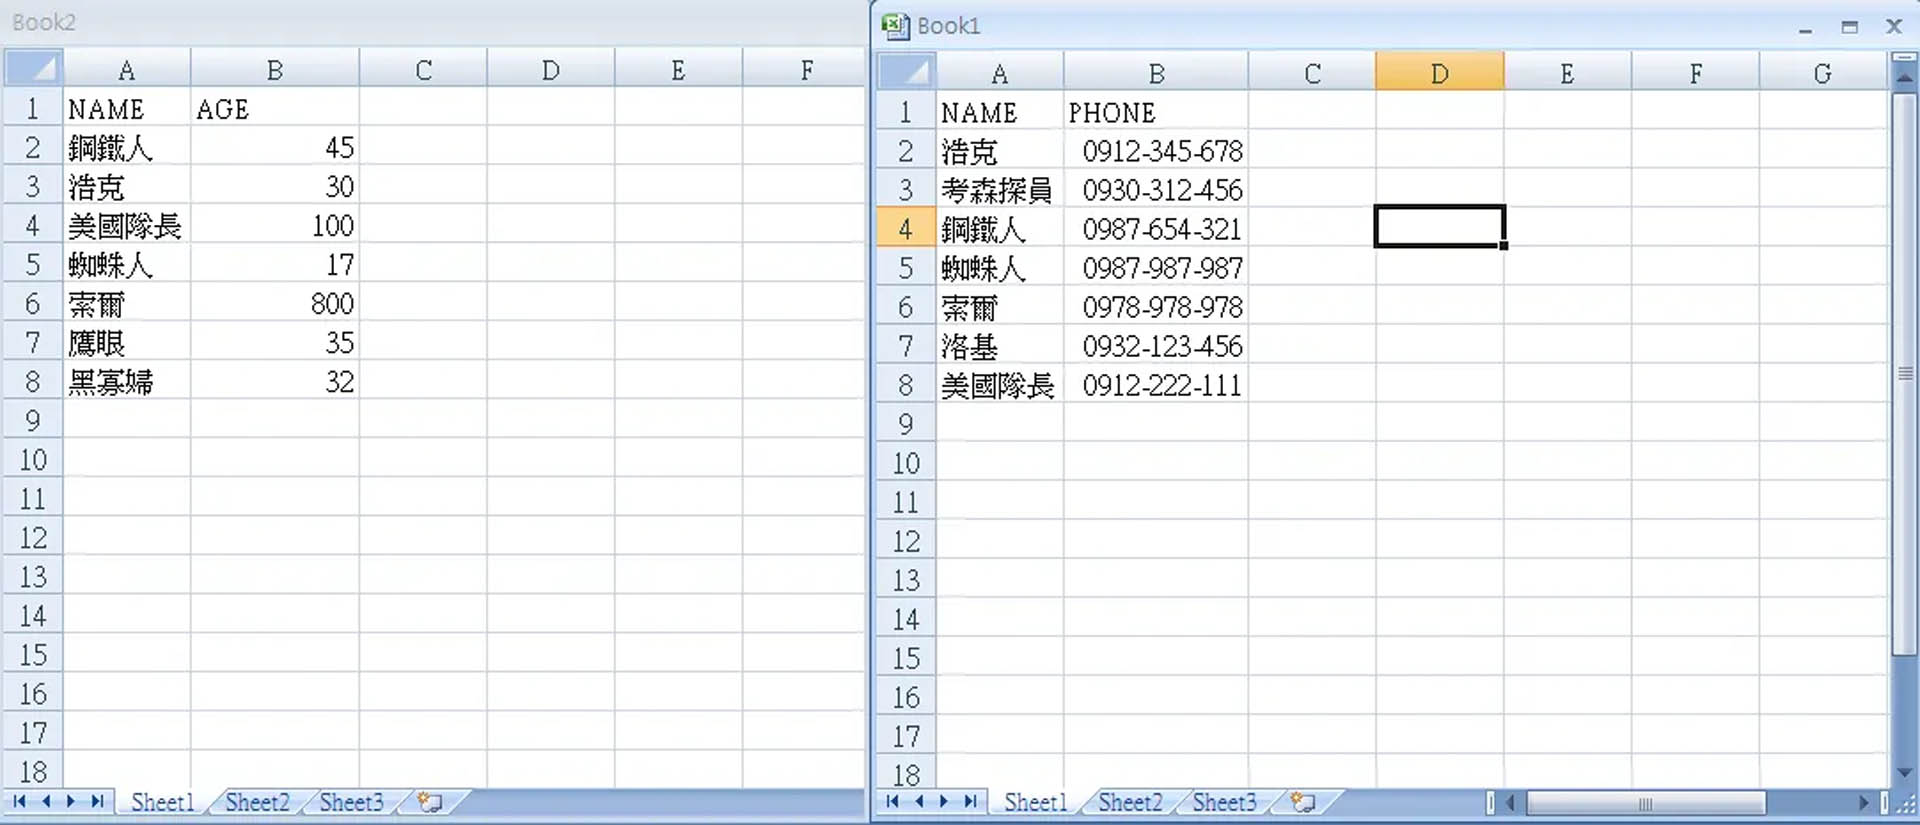 Book2
A B C D E F
1 NAME AGE
2 鋼鐵人 45
3 浩克 30
4 美國隊長 100
5 蜘蛛人 17
6 索爾 800
7 鷹眼 35
8 黑寡婦 32
9
10
11
12
13
14
15
16
17
18
Sheet1 Sheet2 Sheet3
Book1
A B C D E F G
1 NAME PHONE
2 浩克 0912-345-678
3 考森探員 0930-312-456
4 鋼鐵人 0987-654-321
5 蜘蛛人 0987-987-987
6 索爾 0978-978-978
7 洛基 0932-123-456
8 美國隊長 0912-222-111
9
10
11
12
13
14
15
16
17
18
Sheet1 Sheet2 Sheet3